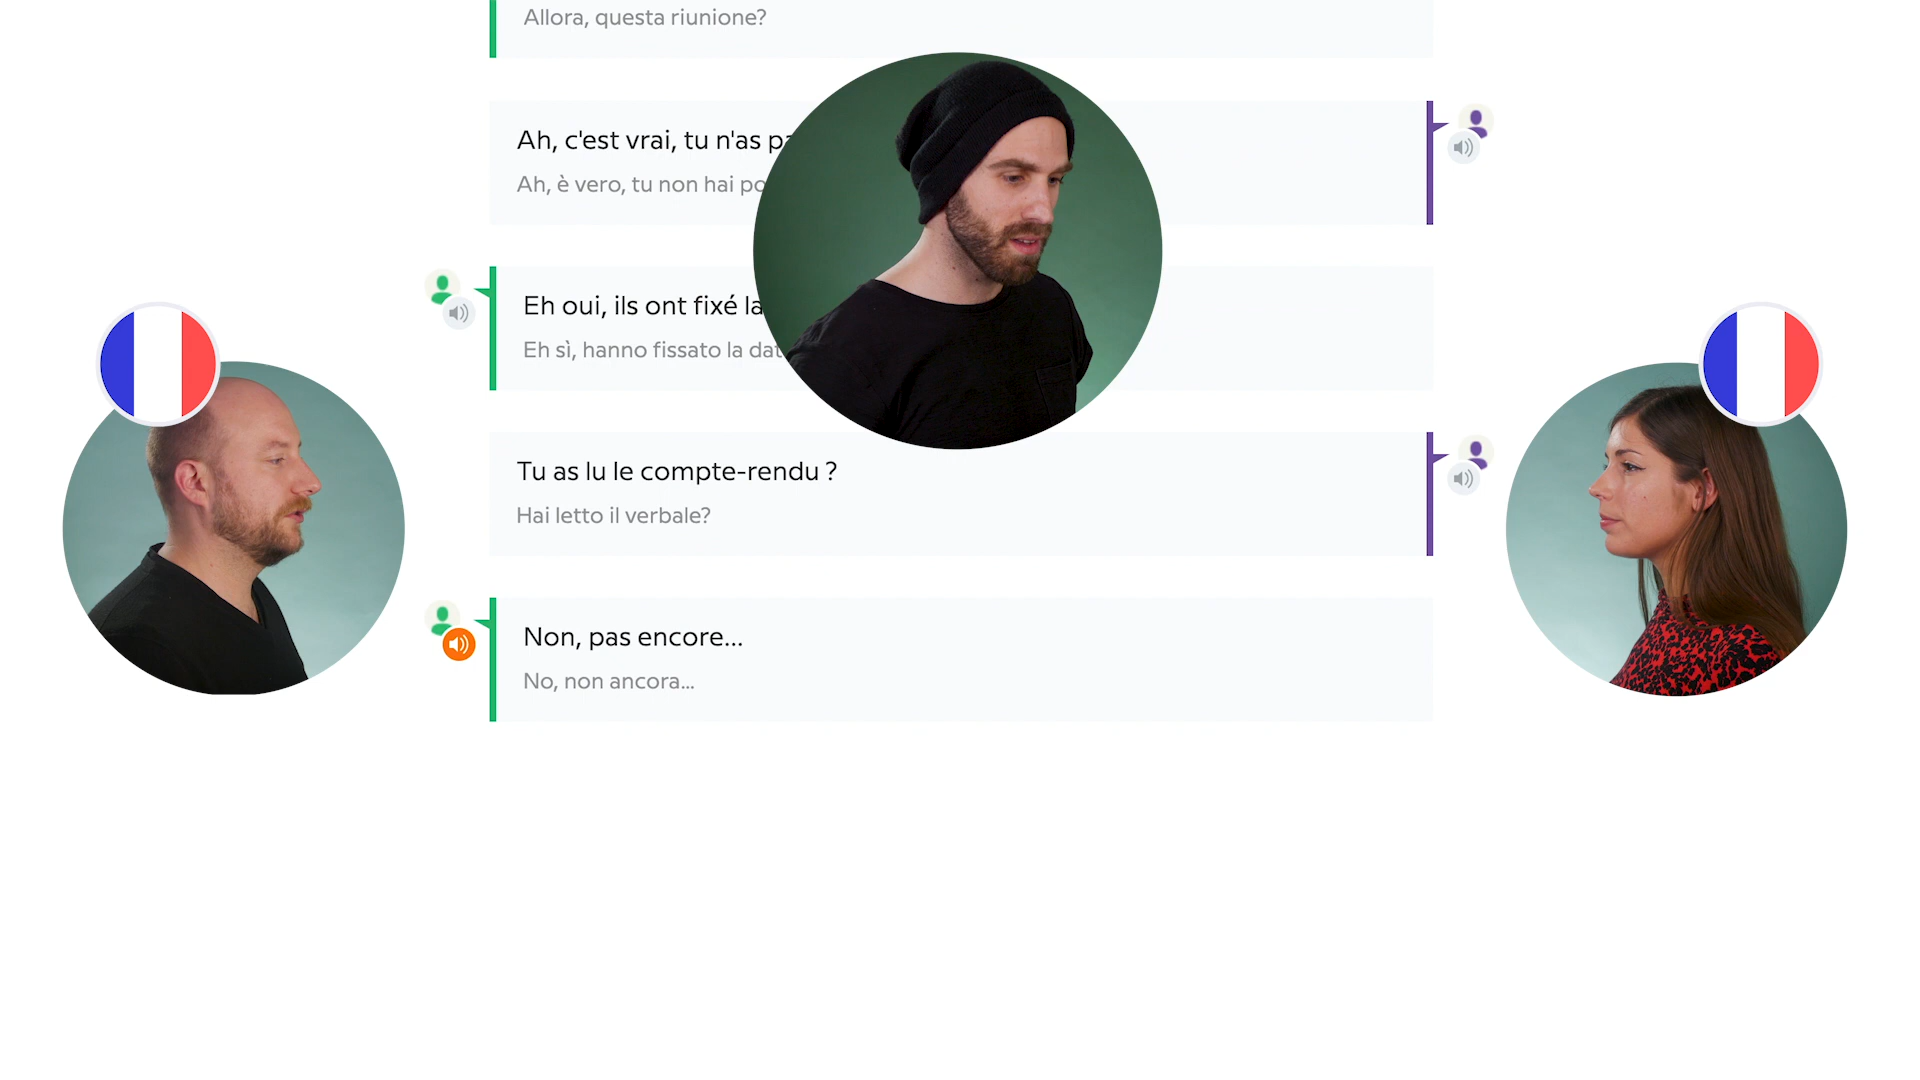 Allora, questa riunione?
Ah, c'est vrai, tu n'as
Ah, è vero, tu non hai
Eh oui, ils ont fixé la
Eh sì, hanno fissato la
Tu as lu le compte-rendu ?
Hai letto il verbale?
Non, pas encore...
No, non ancora...